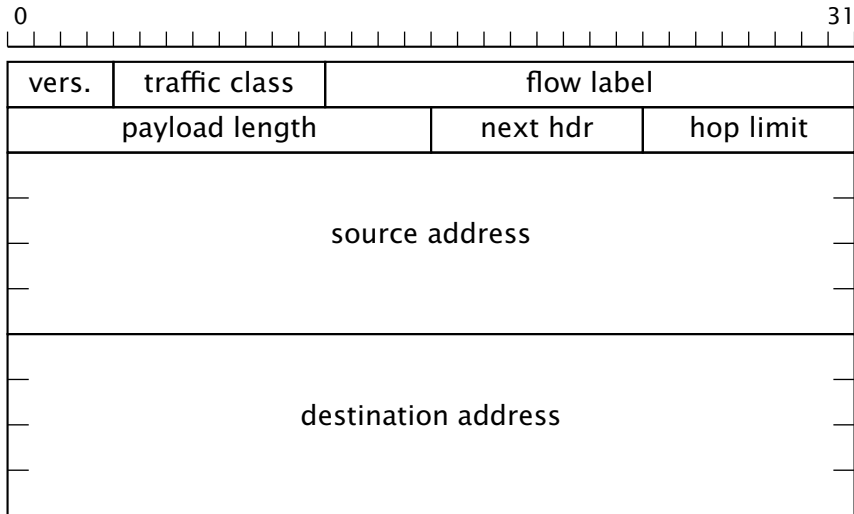 0 31
vers. traffic class flow label
payload length next hdr hop limit
source address
destination address